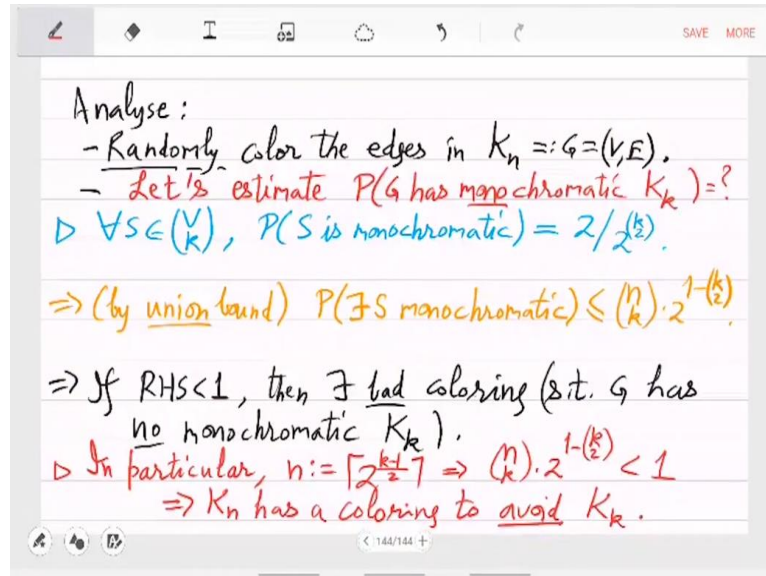 SAVE MORE
Analyse :
- Randomly color the edges in Kₙ =: G=(V,E).
- Let's estimate P(G has monochromatic Kₖ)=?
▷ ∀S∈(V k), P(S is monochromatic) = 2/2^(k 2).
=> (by union bound) P(∃S monochromatic) ≤ (n k)·2^{1-(k 2)}.
=> If RHS<1, then ∃ bad coloring (s.t. G has
no monochromatic Kₖ).
▷ In particular, n:= ⌈2^{(k-1)/2}⌉ => (n k)·2^{1-(k 2)} < 1
=> Kₙ has a coloring to avoid Kₖ.
< 144/144 +